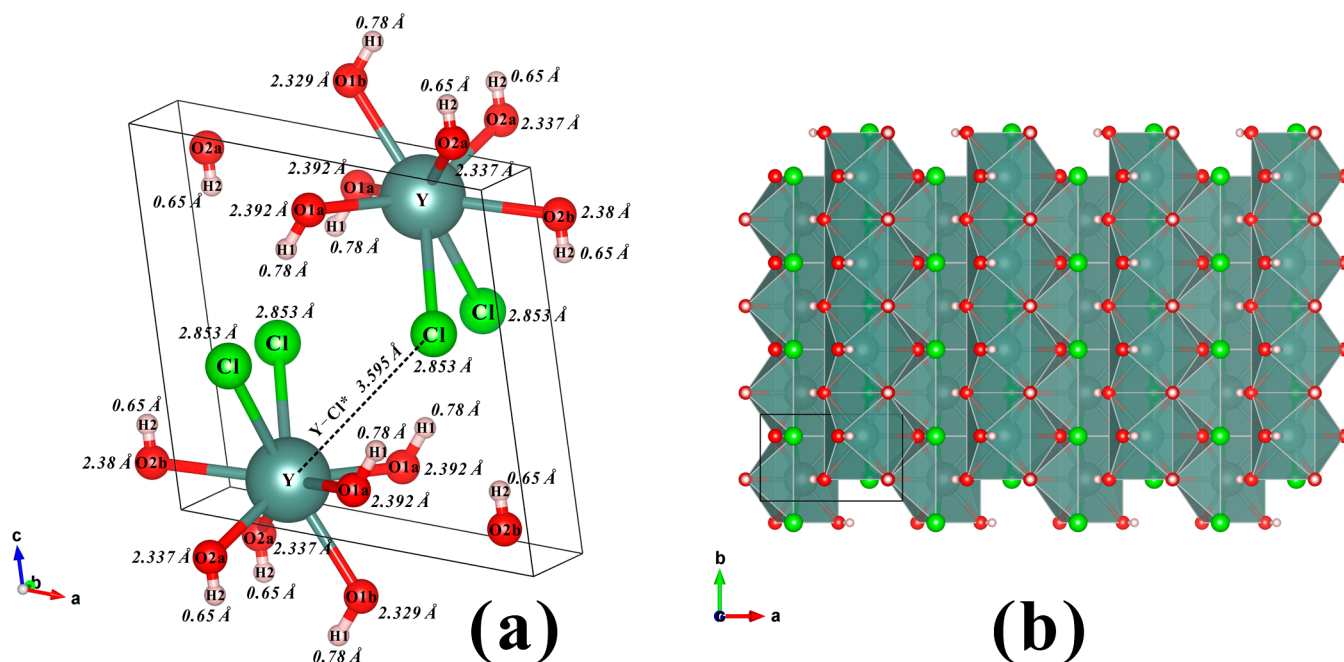 0.78 Å
H1
2.329 Å
O1b
0.65 Å
H2
H2
0.65 Å
O2a
2.337 Å
O2a
2.337 Å
O2a
H2
0.65 Å
2.392 Å
O1a
2.392 Å
O1a
H1
H1
0.78 Å
0.78 Å
Y
O2b
2.38 Å
H2
0.65 Å
Cl
2.853 Å
Cl
2.853 Å
2.853 Å
2.853 Å
Cl
Cl
Y-Cl* 3.595 Å
0.65 Å
H2
2.38 Å
O2b
Y
0.78 Å
H1
0.78 Å
H1
O1a
2.392 Å
O1a
2.392 Å
0.65 Å
H2
O2b
2.337 Å
O2a
H2
0.65 Å
O2a
2.337 Å
H2
0.65 Å
O1b
2.329 Å
H1
0.78 Å
c
b
a
(a)
b
c
a
(b)